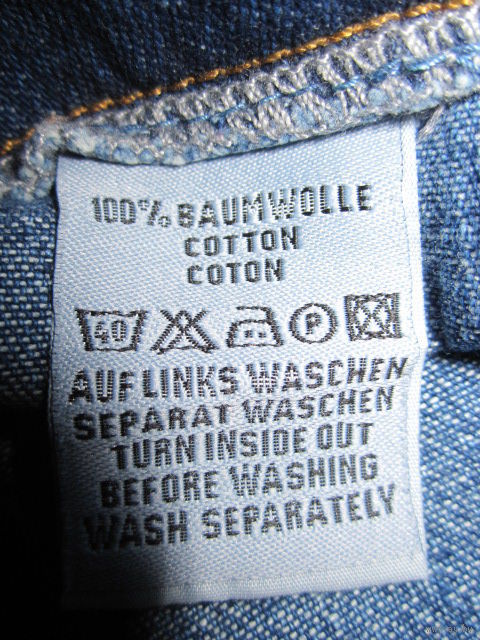 100% BAUMWOLLE
COTTON
COTON
40 P
AUF LINKS WASCHEN
SEPARAT WASCHEN
TURN INSIDE OUT
BEFORE WASHING
WASH SEPARATELY